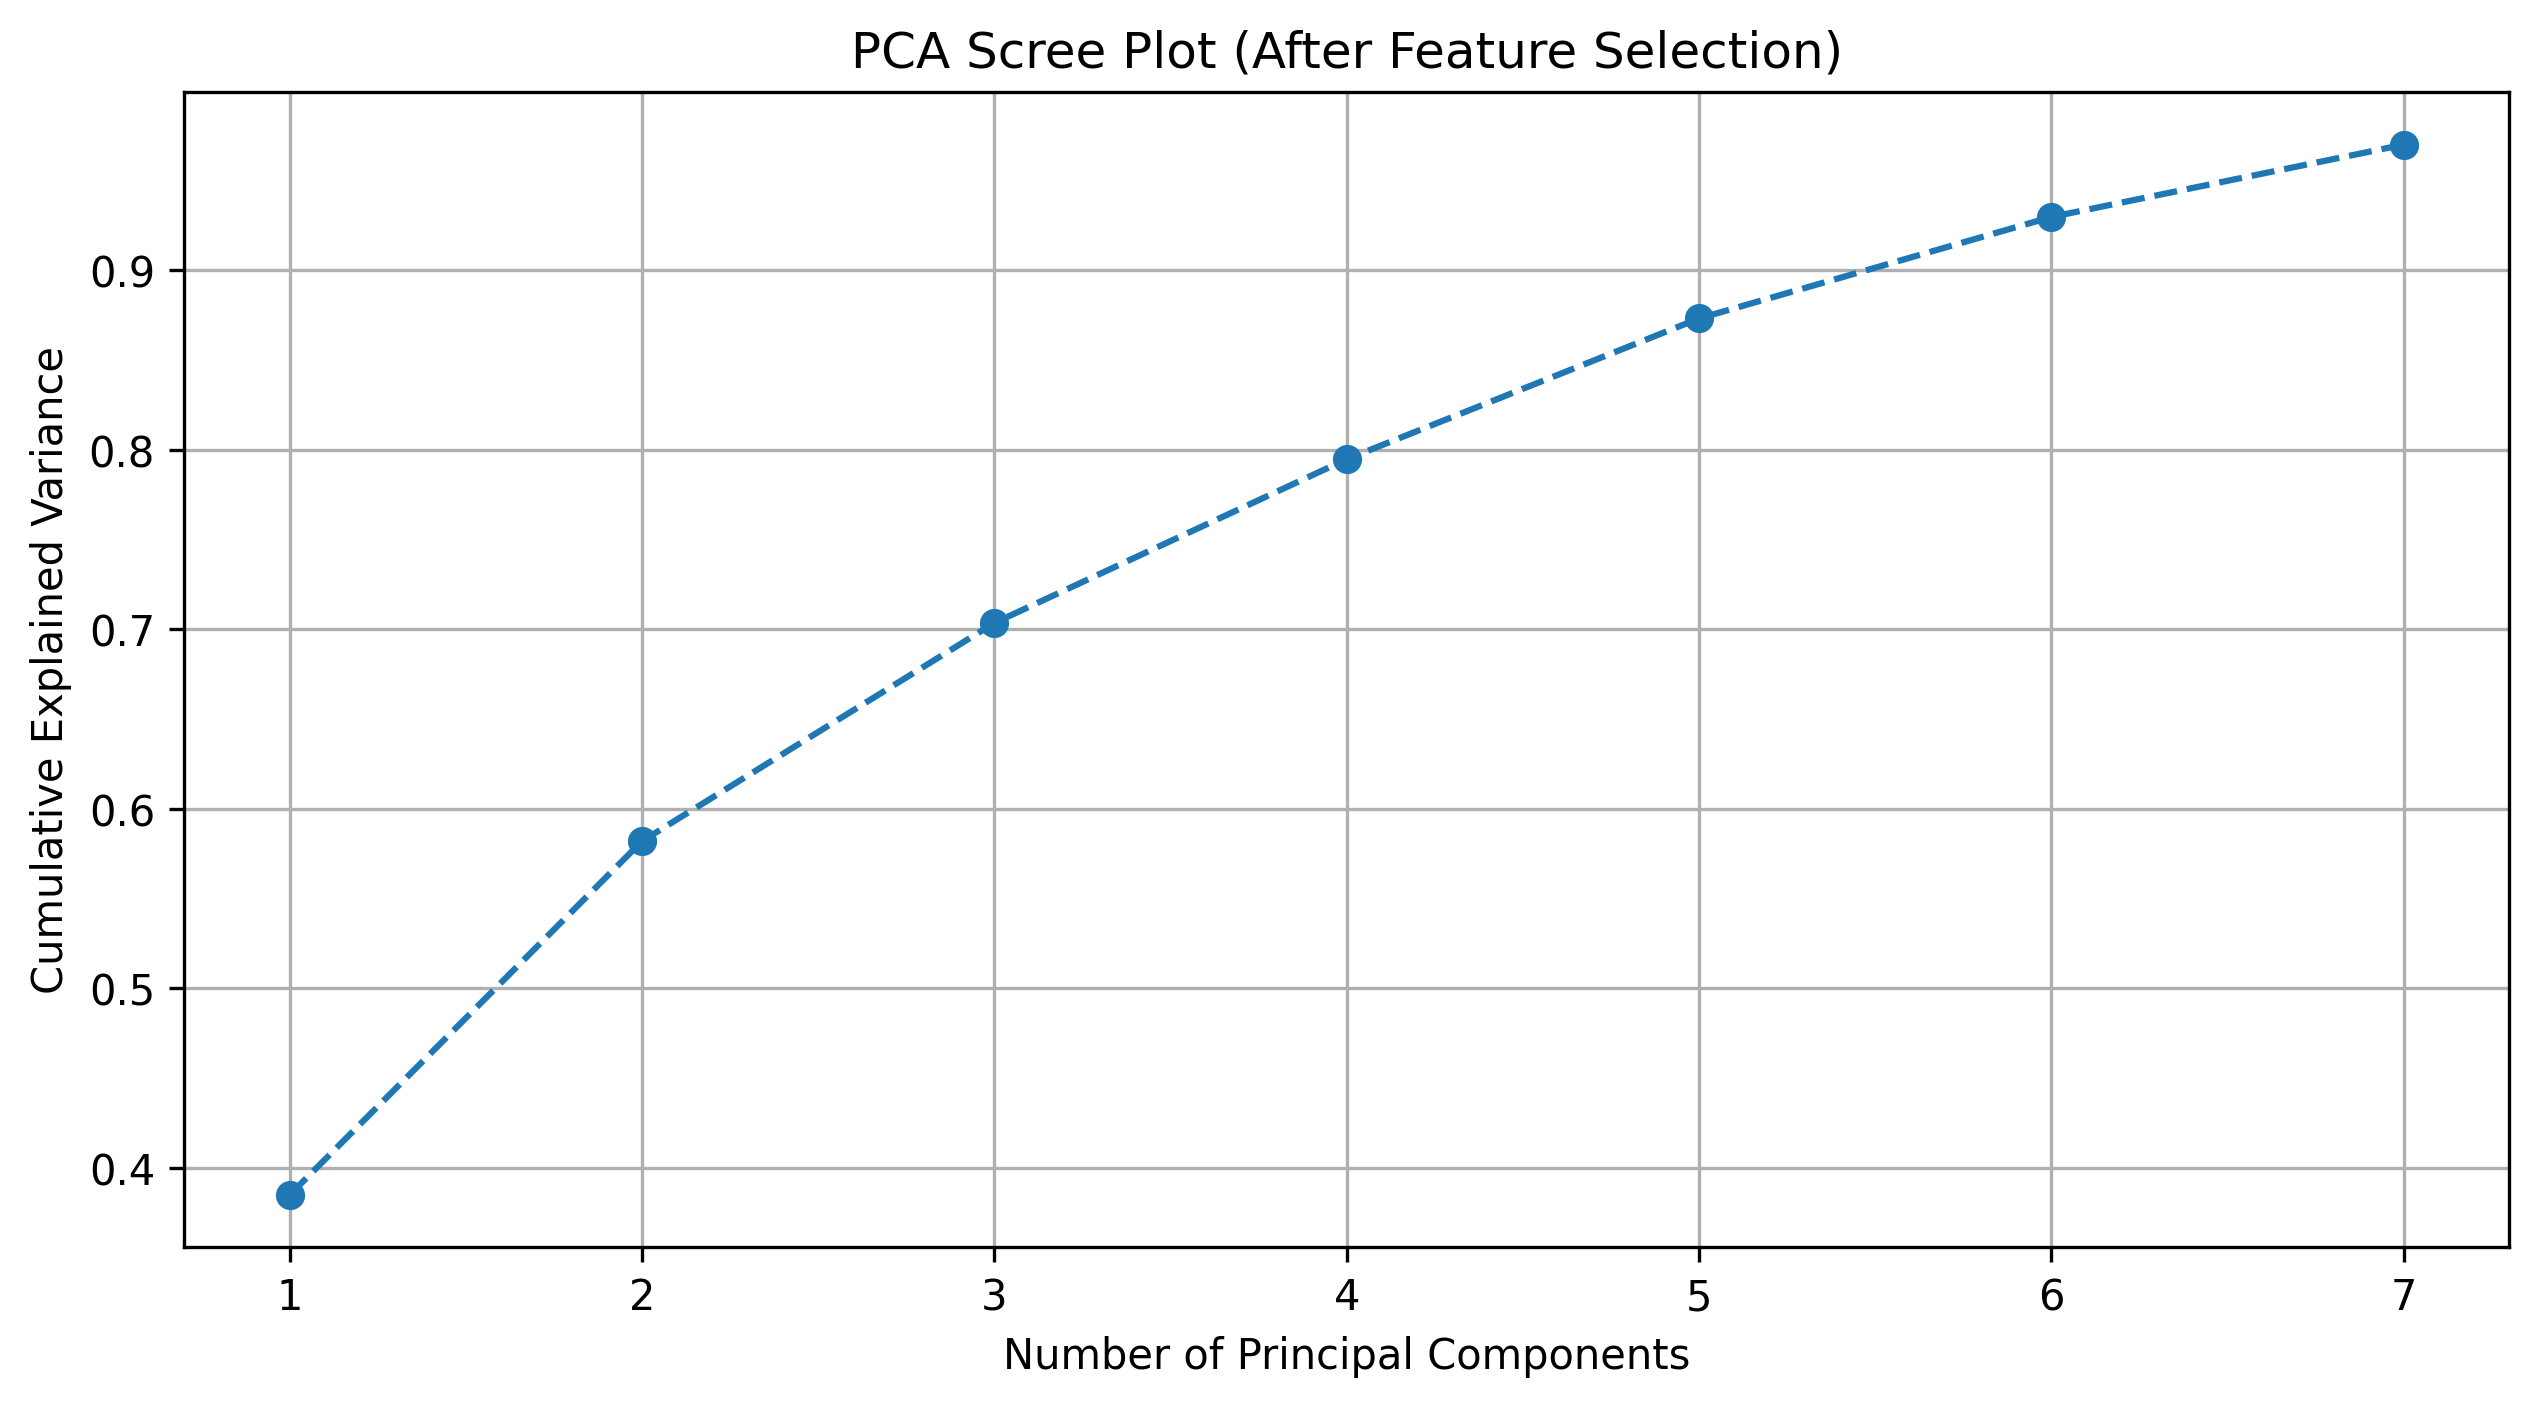 PCA Scree Plot (After Feature Selection)
Cumulative Explained Variance
0.9
0.8
0.7
0.6
0.5
0.4
1 2 3 4 5 6 7
Number of Principal Components